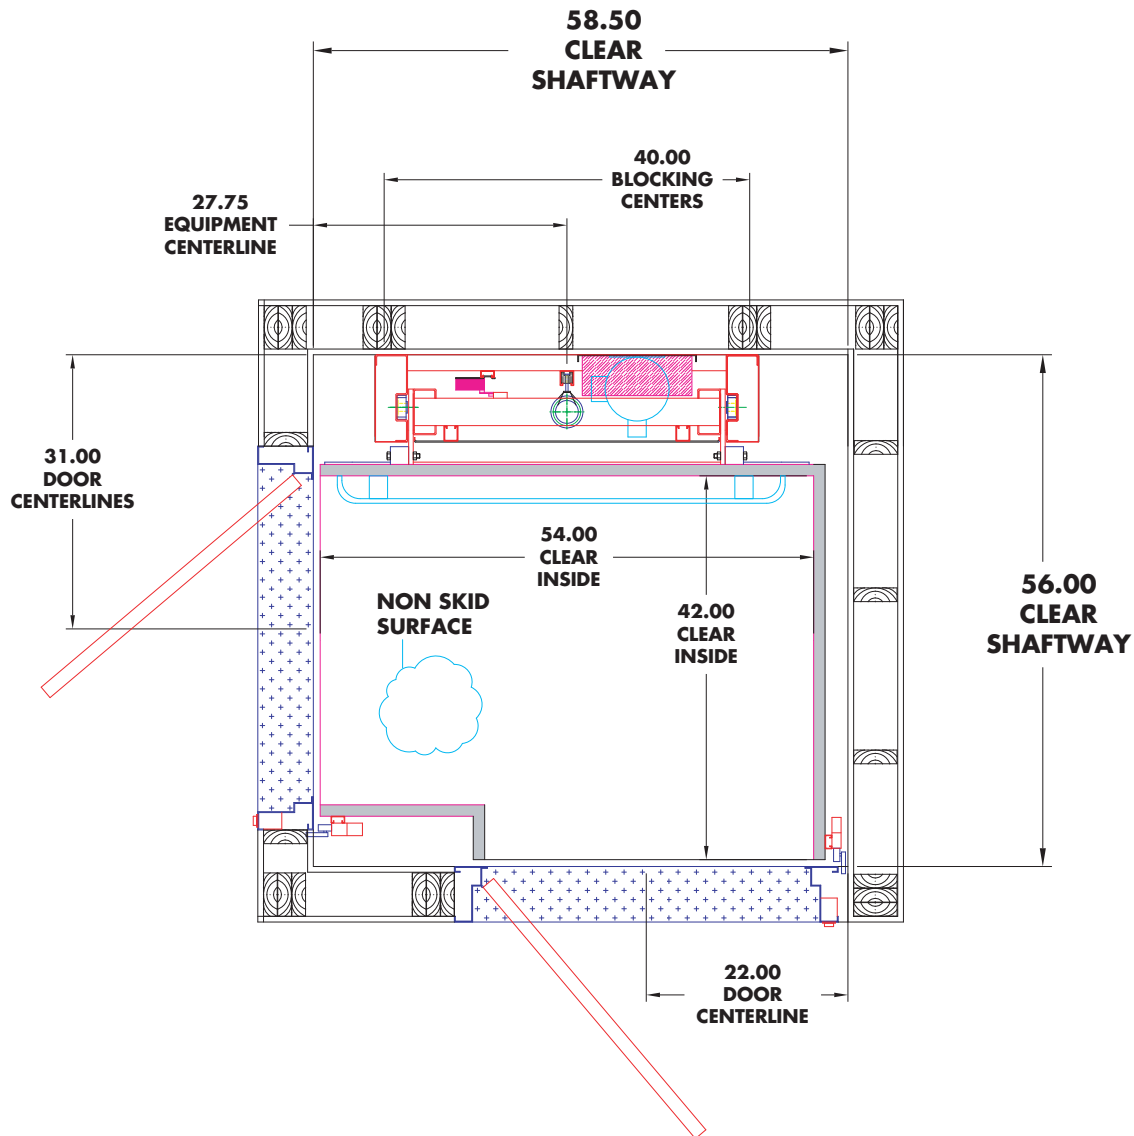 58.50
CLEAR
SHAFTWAY
40.00
BLOCKING
CENTERS
27.75
EQUIPMENT
CENTERLINE
31.00
DOOR
CENTERLINES
54.00
CLEAR
INSIDE
NON SKID
SURFACE
42.00
CLEAR
INSIDE
56.00
CLEAR
SHAFTWAY
22.00
DOOR
CENTERLINE